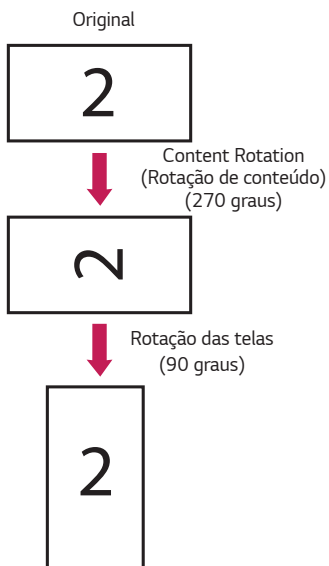 Original
2
Content Rotation
(Rotação de conteúdo)
(270 graus)
2
Rotação das telas
(90 graus)
2